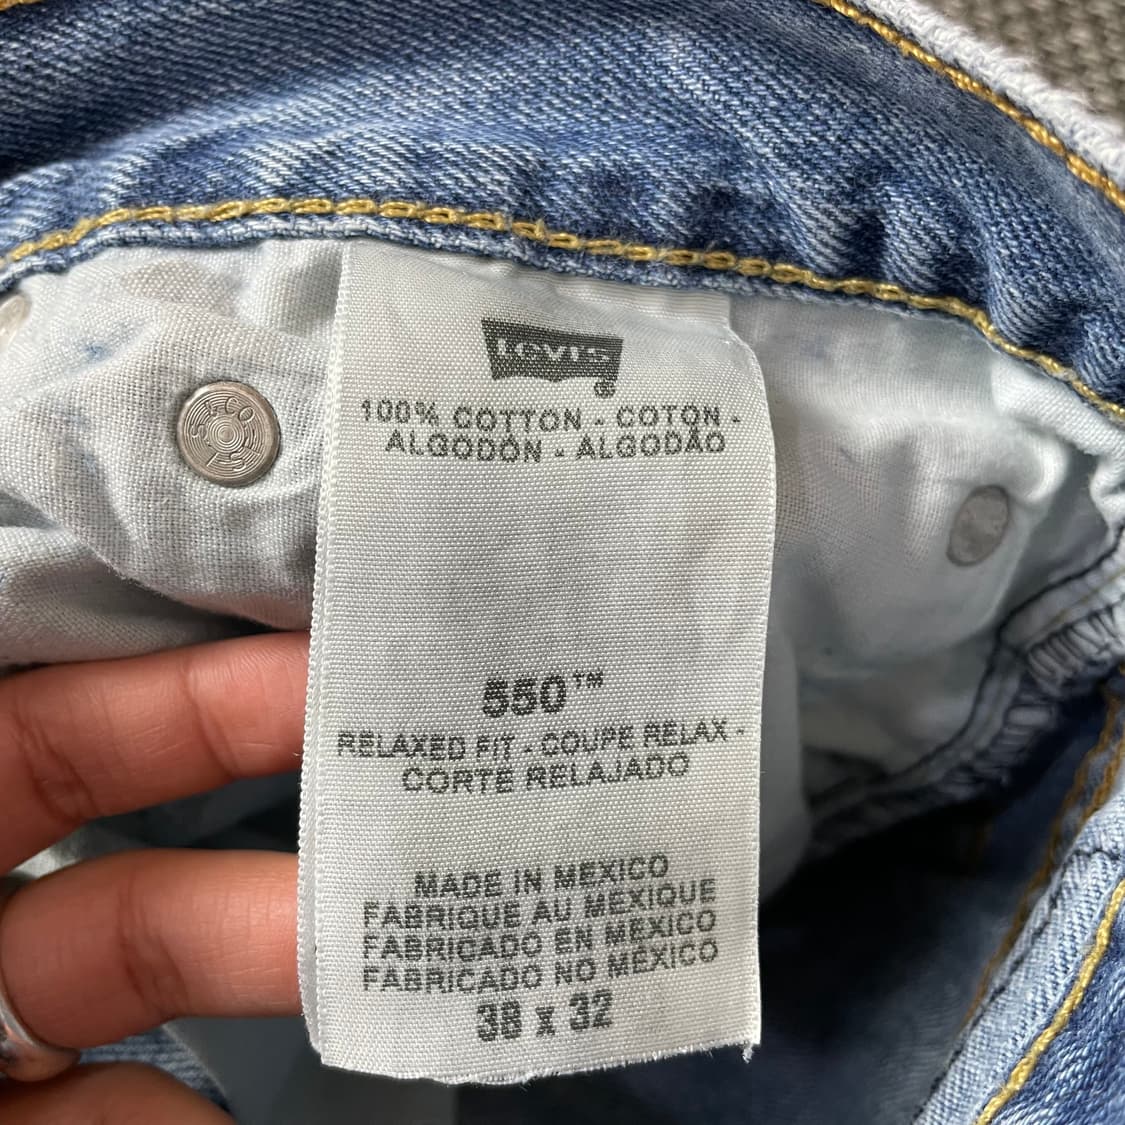 Levi's
100% COTTON - COTON -
ALGODÓN - ALGODÃO
550™
RELAXED FIT - COUPE RELAX -
CORTE RELAJADO
MADE IN MEXICO
FABRIQUE AU MEXIQUE
FABRICADO EN MEXICO
FABRICADO NO MÉXICO
38 x 32